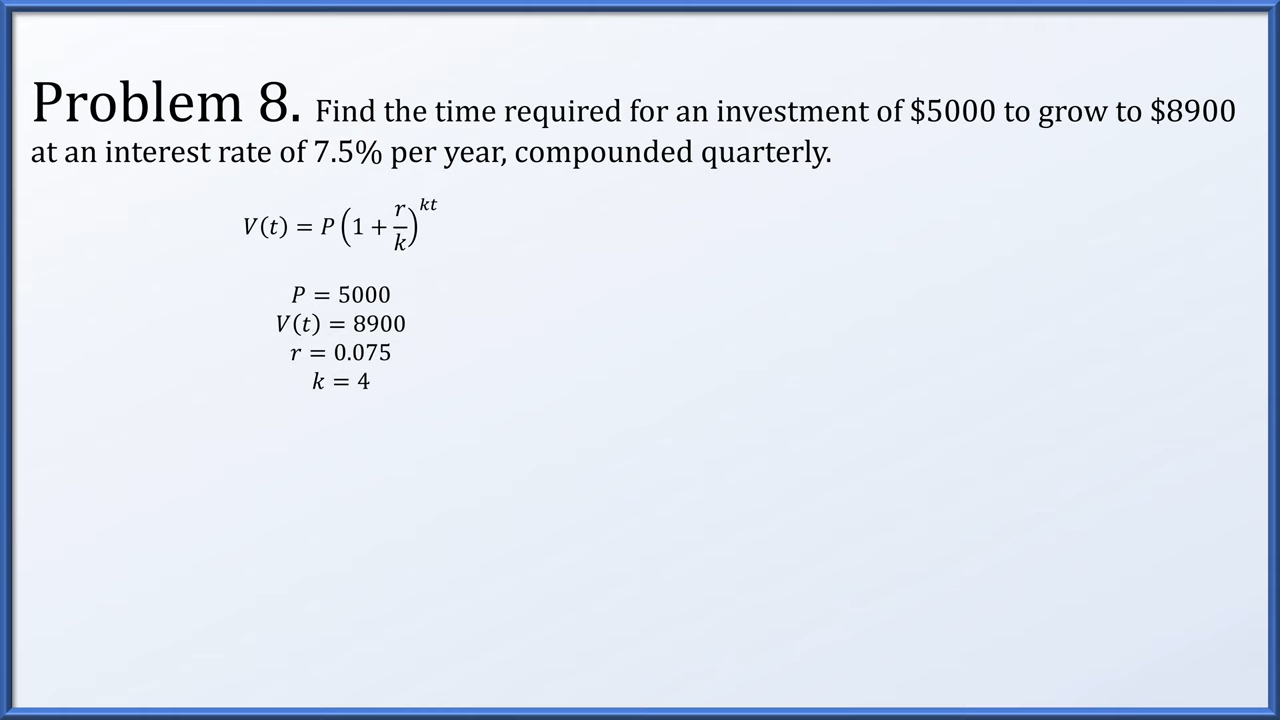 Problem 8. Find the time required for an investment of $5000 to grow to $8900
at an interest rate of 7.5% per year, compounded quarterly.
V(t) = P(1 + r/k)^kt
P = 5000
V(t) = 8900
r = 0.075
k = 4